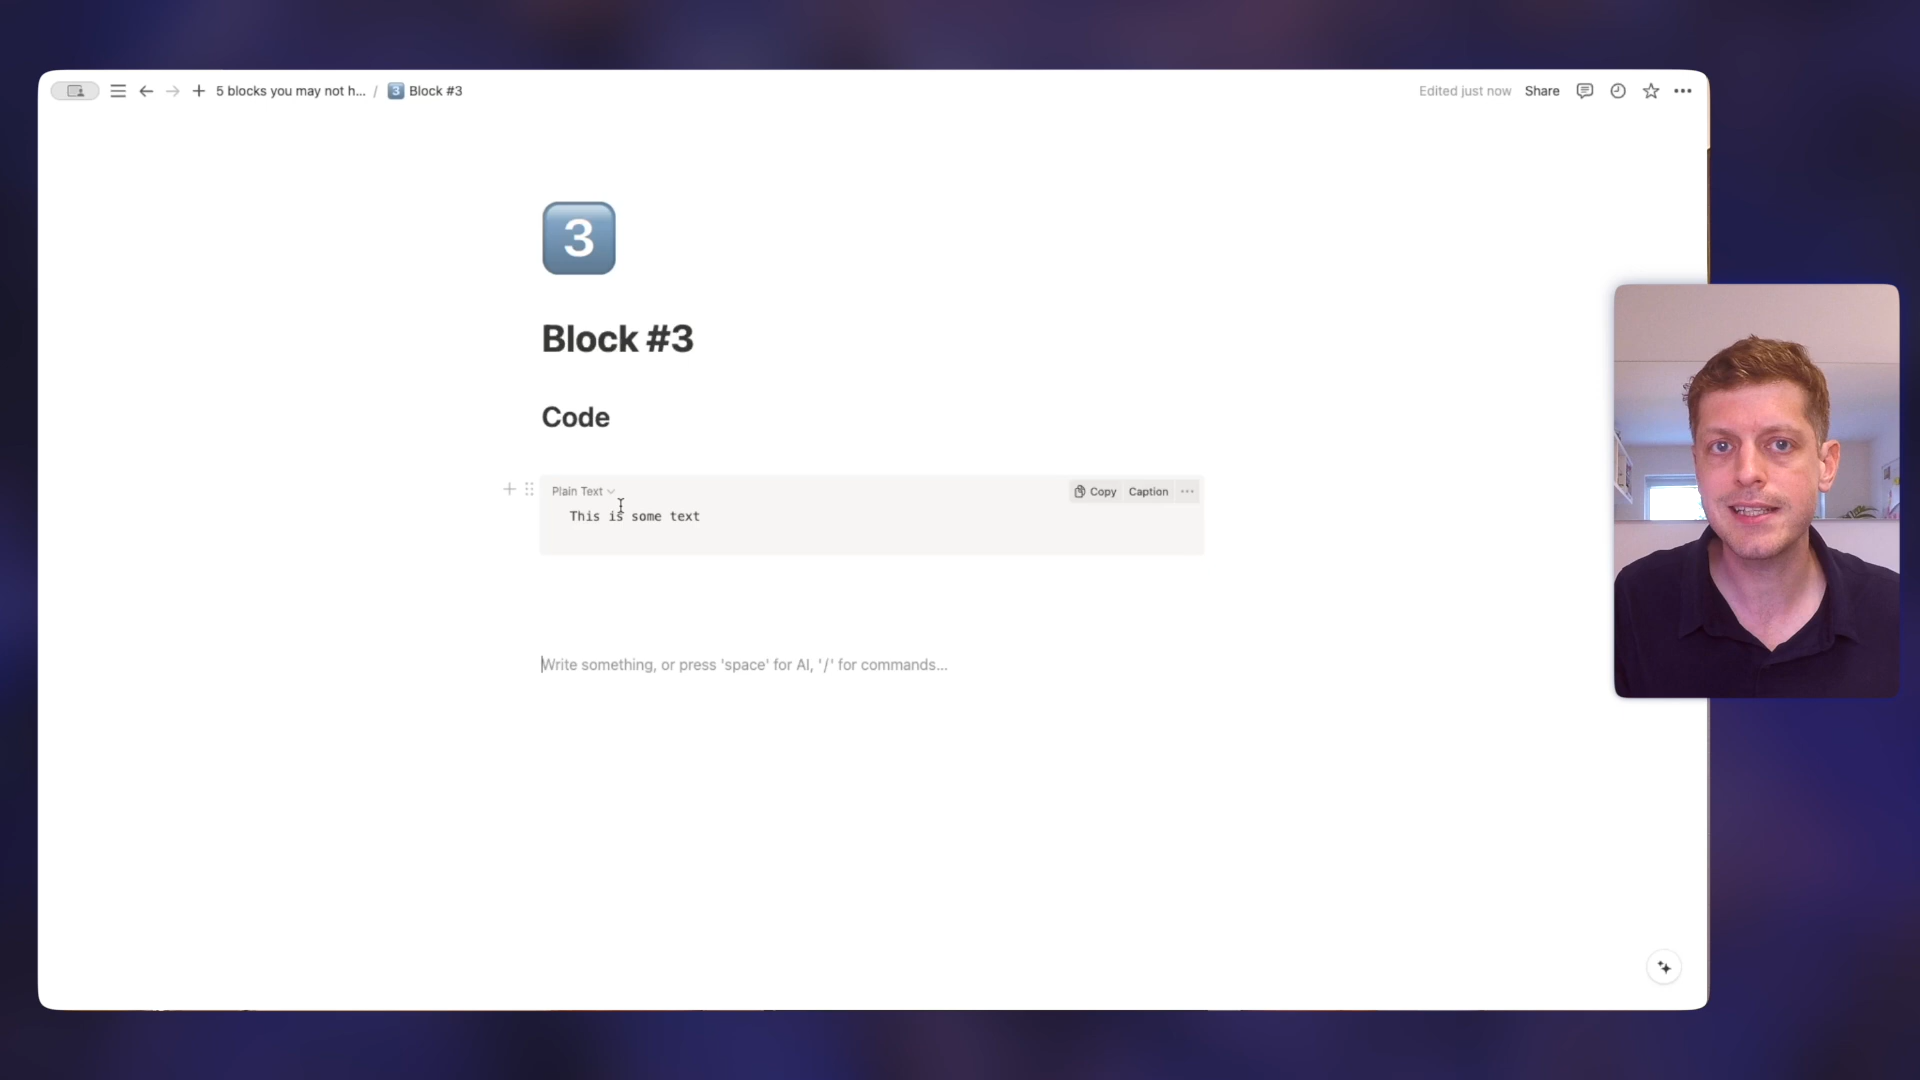 5 blocks you may not h... / 3 Block #3
Edited just now Share
3
Block #3
Code
Plain Text
Copy Caption
This is some text
Write something, or press 'space' for AI, '/' for commands...